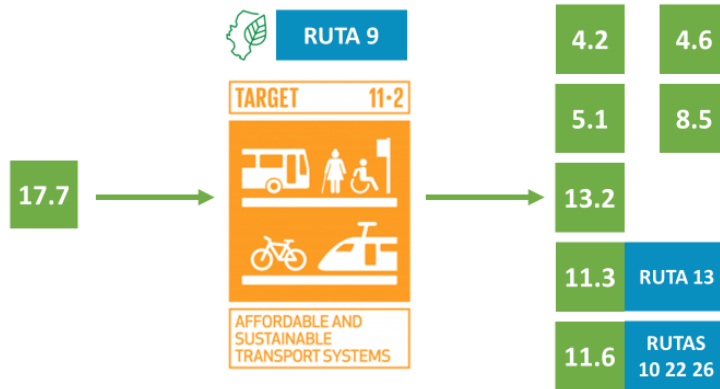 RUTA 9
TARGET 11·2
17.7
AFFORDABLE AND
SUSTAINABLE
TRANSPORT SYSTEMS
4.2 4.6
5.1 8.5
13.2
11.3 RUTA 13
11.6 RUTAS
10 22 26